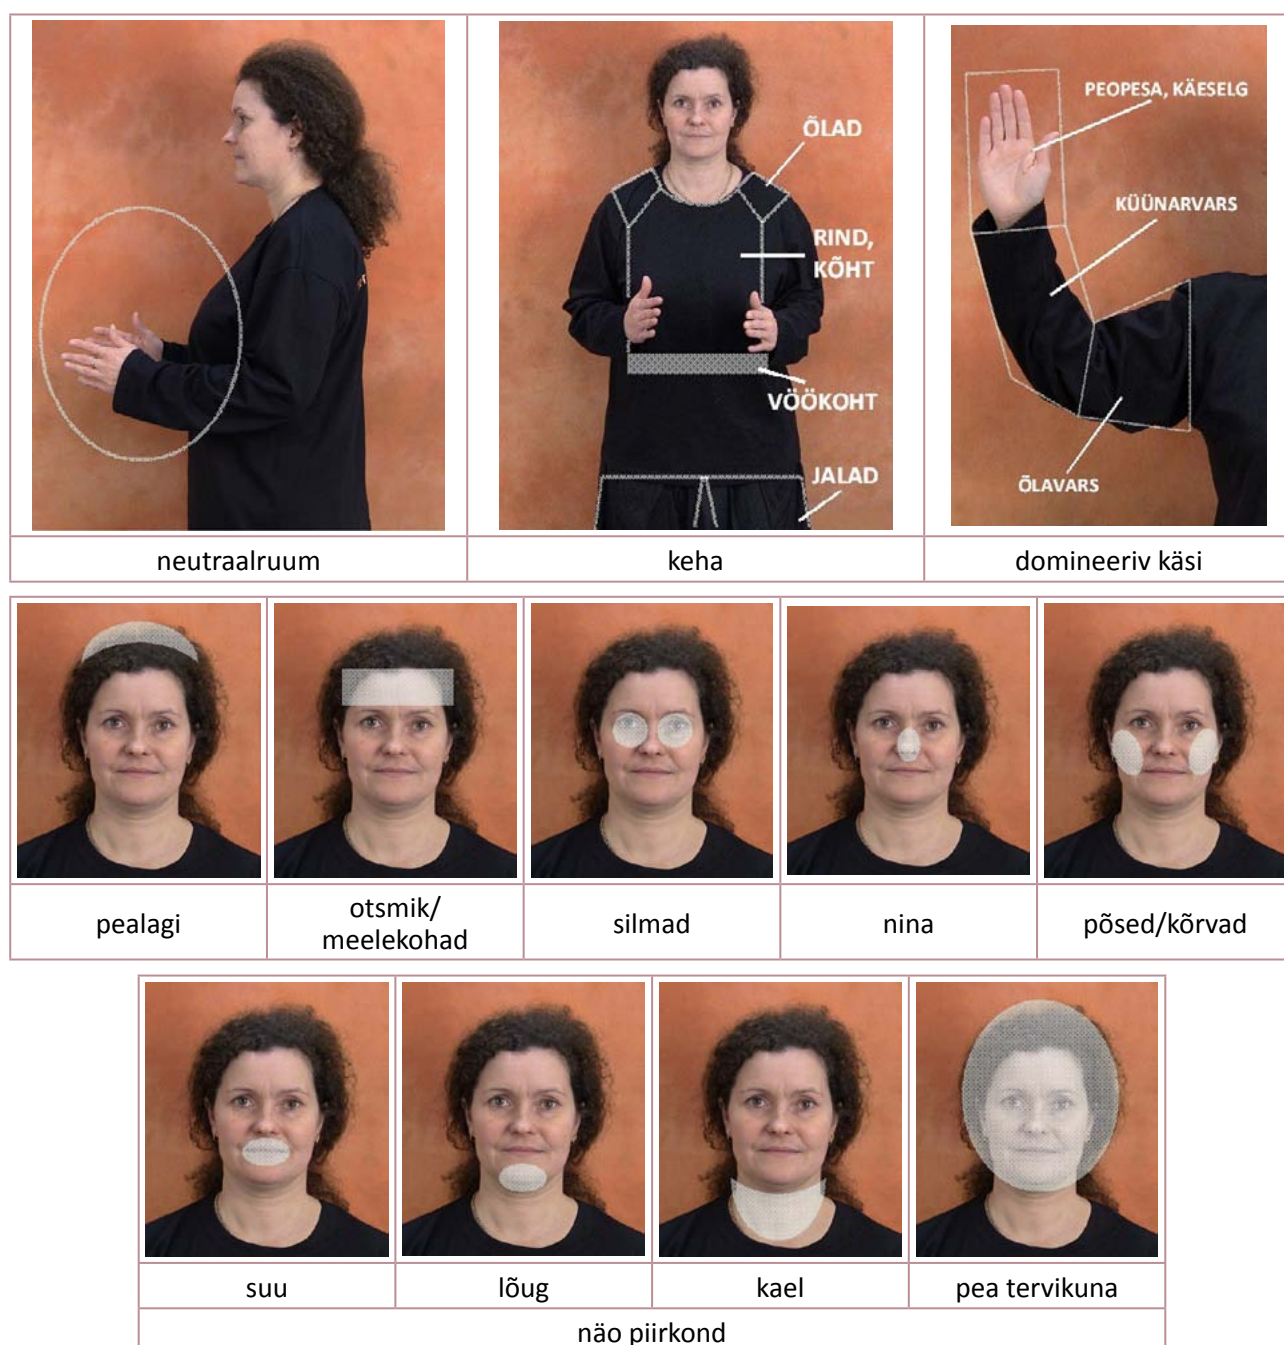 ÕLAD
RIND,
KÕHT
VÖÖKOHT
JALAD
PEOPESA, KÄESELG
KÜÜNARVARS
ÕLAVARS
neutraalruum
keha
domineeriv käsi
pealagi
otsmik/
meelekohad
silmad
nina
põsed/kõrvad
suu
lõug
kael
pea tervikuna
näo piirkond